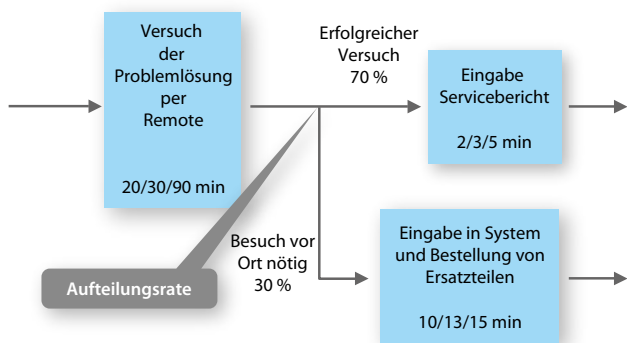 Versuch
der
Problemlösung
per
Remote
20/30/90 min
Erfolgreicher
Versuch
70 %
Eingabe
Servicebericht
2/3/5 min
Besuch vor
Ort nötig
30 %
Aufteilungsrate
Eingabe in System
und Bestellung von
Ersatzteilen
10/13/15 min